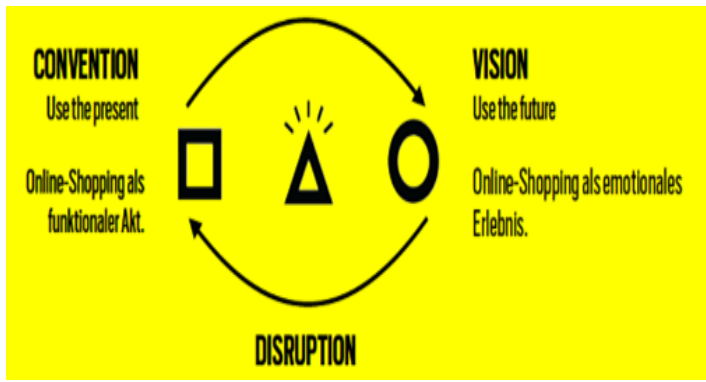 CONVENTION
Use the present
Online-Shopping als
funktionaler Akt.
VISION
Use the future
Online-Shopping als emotionales
Erlebnis.
DISRUPTION